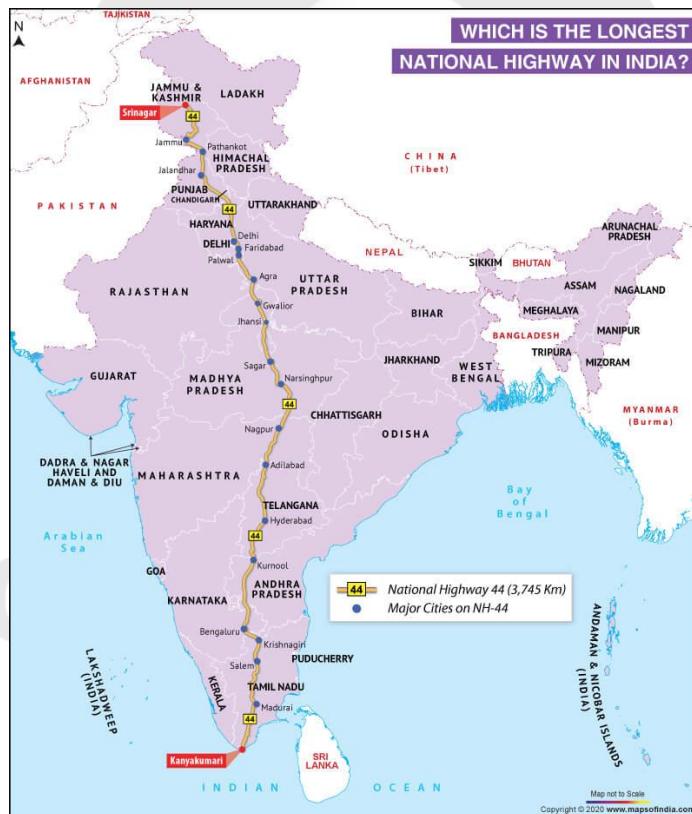 WHICH IS THE LONGEST
NATIONAL HIGHWAY IN INDIA?
N
TAJIKISTAN
AFGHANISTAN
JAMMU &
KASHMIR
LADAKH
Srinagar
44
Jammu
Pathankot
HIMACHAL
PRADESH
Jalandhar
PUNJAB
CHANDIGARH
CHINA
(Tibet)
PAKISTAN
44
UTTARAKHAND
HARYANA
DELHI
Delhi
Faridabad
Palwal
NEPAL
ARUNACHAL
PRADESH
SIKKIM
BHUTAN
Agra
UTTAR
PRADESH
RAJASTHAN
ASSAM
NAGALAND
Gwalior
BIHAR
MEGHALAYA
Jhansi
MANIPUR
BANGLADESH
JHARKHAND
WEST
BENGAL
TRIPURA
MIZORAM
Sagar
GUJARAT
MADHYA
PRADESH
Narsinghpur
44
CHHATTISGARH
MYANMAR
(Burma)
Nagpur
ODISHA
DADRA & NAGAR
HAVELI AND
DAMAN & DIU
MAHARASHTRA
Adilabad
Bay
of
Bengal
TELANGANA
Hyderabad
Arabian
Sea
44
Kurnool
GOA
ANDHRA
PRADESH
KARNATAKA
44 National Highway 44 (3,745 Km)
Major Cities on NH-44
Bengaluru
Krishnagiri
PUDUCHERRY
Salem
LAKSHADWEEP
(INDIA)
KERALA
TAMIL NADU
Madurai
44
ANDAMAN & NICOBAR ISLANDS
(INDIA)
Kanyakumari
SRI
LANKA
INDIAN OCEAN
Map not to Scale
Copyright © 2020 www.mapsofindia.com